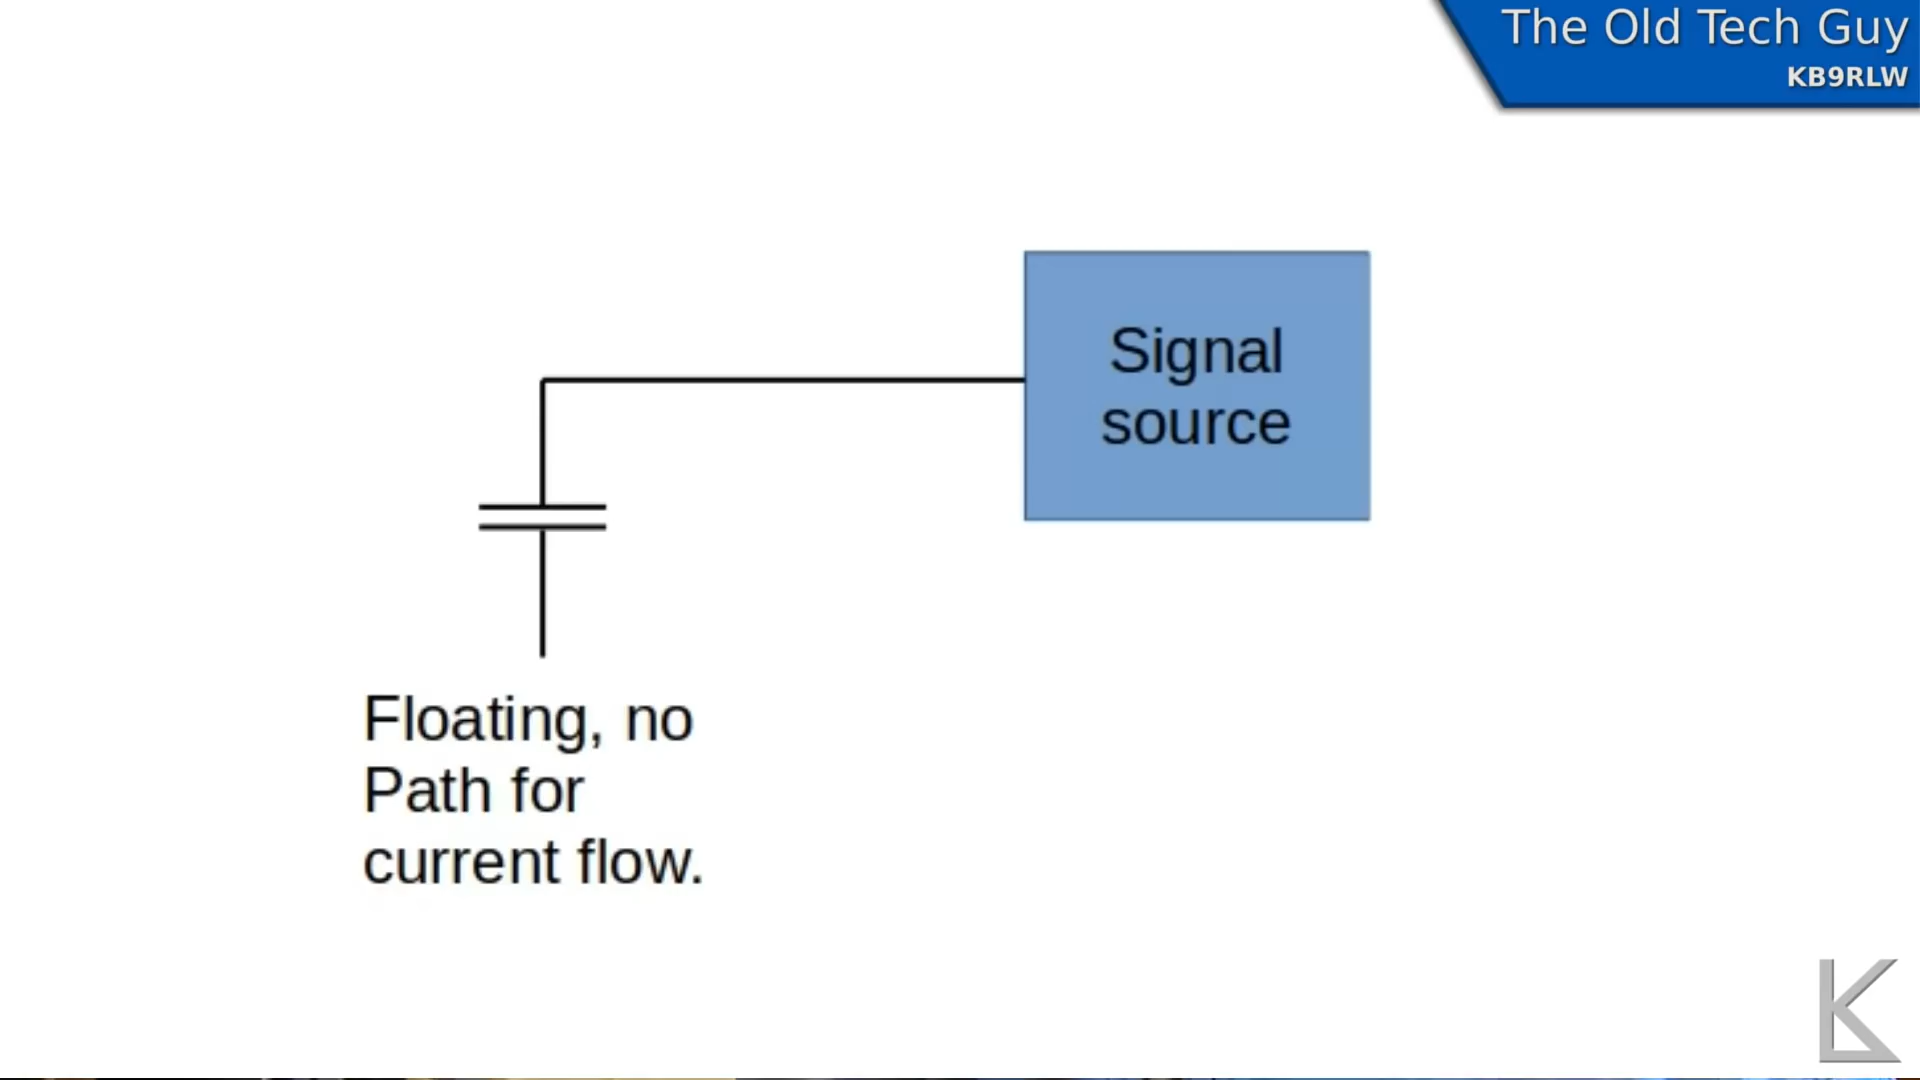 The Old Tech Guy
KB9RLW
Signal
source
Floating, no
Path for
current flow.
K